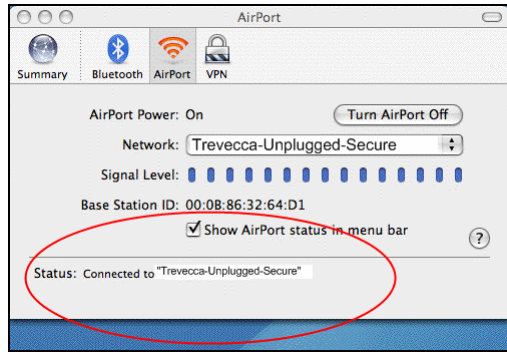 AirPort
Summary Bluetooth AirPort VPN
AirPort Power: On Turn AirPort Off
Network: Trevecca-Unplugged-Secure
Signal Level:
Base Station ID: 00:0B:86:32:64:D1
Show AirPort status in menu bar ?
Status: Connected to "Trevecca-Unplugged-Secure"